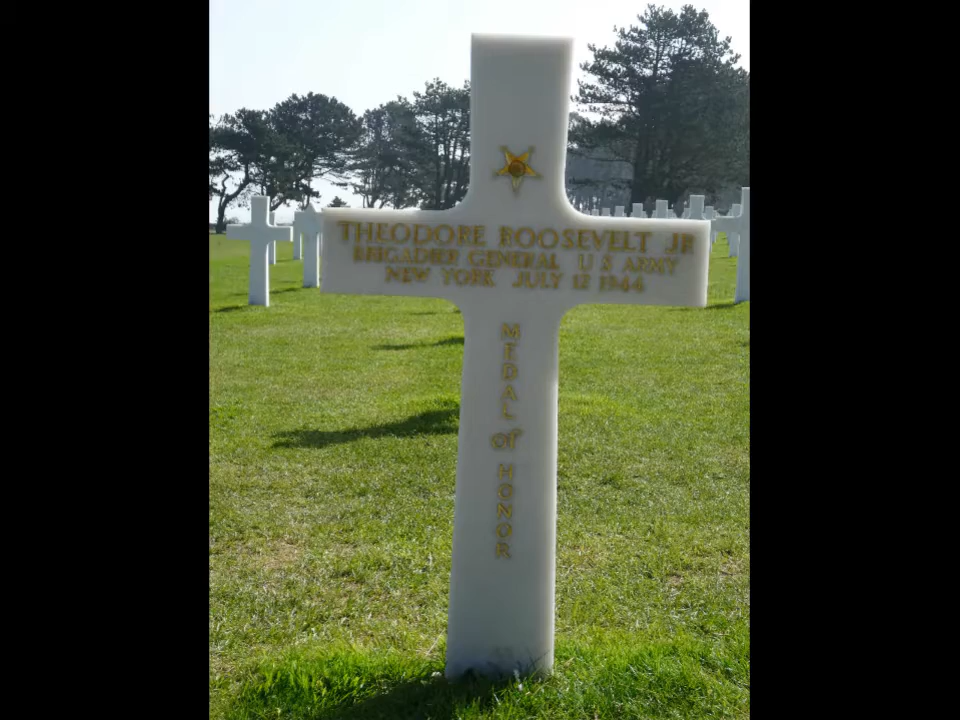 THEODORE ROOSEVELT JR
BRIGADIER GENERAL U S ARMY
NEW YORK JULY 12 1944
MEDAL
of
HONOR